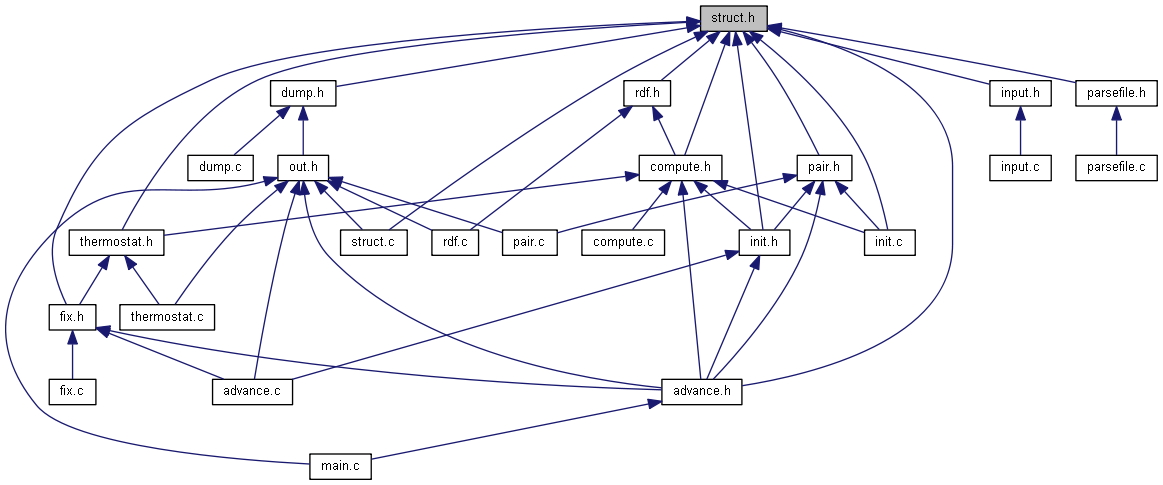 struct.h
dump.h
rdf.h
input.h
parsefile.h
dump.c
out.h
compute.h
pair.h
input.c
parsefile.c
thermostat.h
struct.c
rdf.c
pair.c
compute.c
init.h
init.c
fix.h
thermostat.c
fix.c
advance.c
advance.h
main.c